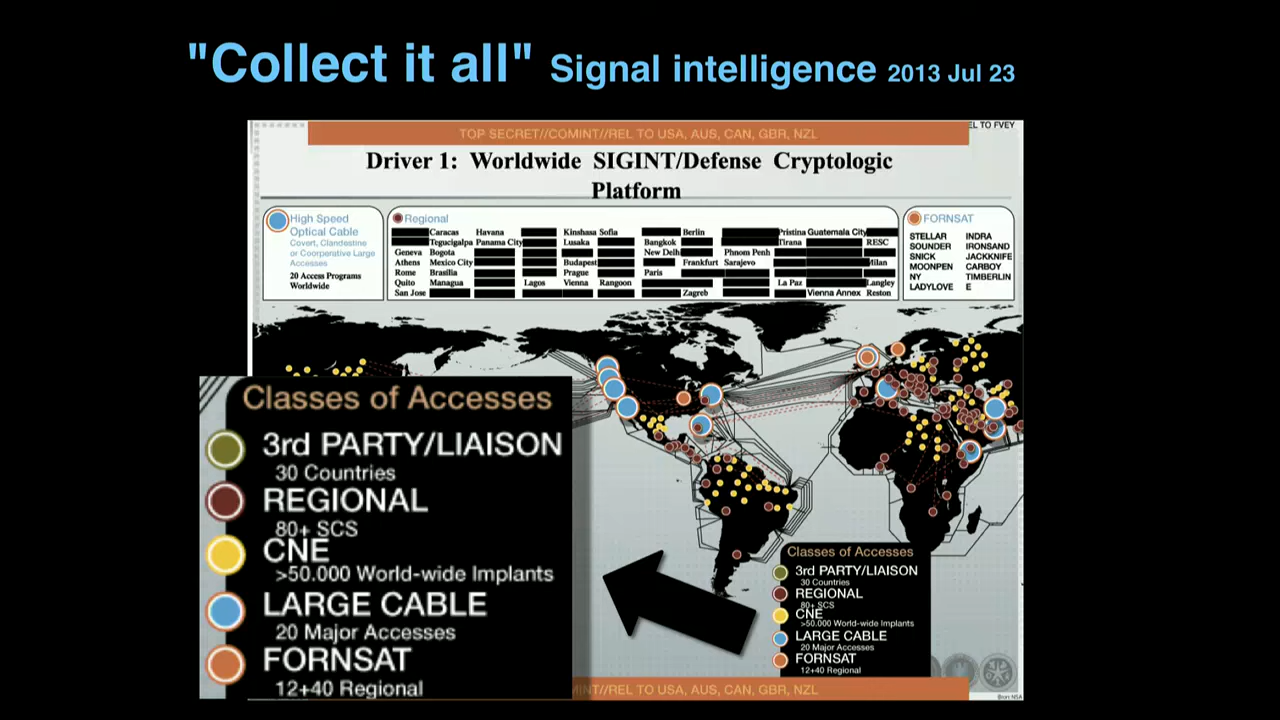 "Collect it all" Signal intelligence 2013 Jul 23
EL TO FVEY
TOP SECRET//COMINT//REL TO USA, AUS, CAN, GBR, NZL
Driver 1: Worldwide SIGINT/Defense Cryptologic
Platform
High Speed
Optical Cable
Covert, Clandestine
or Coorperative Large
Accesses
20 Access Programs
Worldwide
Regional
Caracas Havana Kinshasa Sofia Berlin Pristina Guatemala City
Tegucigalpa Panama City Lusaka Bangkok Tirana RESC
Geneva Bogota New Delhi Phnom Penh
Athens Mexico City Budapest Frankfurt Sarajevo Milan
Rome Brasilia Prague Paris
Quito Managua Lagos Vienna Rangoon La Paz Langley
San Jose Zagreb Vienna Annex Reston
FORNSAT
STELLAR INDRA
SOUNDER IRONSAND
SNICK JACKKNIFE
MOONPEN CARBOY
NY TIMBERLIN
LADYLOVE E
Classes of Accesses
3rd PARTY/LIAISON
30 Countries
REGIONAL
80+ SCS
CNE
>50.000 World-wide Implants
LARGE CABLE
20 Major Accesses
FORNSAT
12+40 Regional
Classes of Accesses
3rd PARTY/LIAISON
30 Countries
REGIONAL
80+ SCS
CNE
>50.000 World-wide Implants
LARGE CABLE
20 Major Accesses
FORNSAT
12+40 Regional
MINT//REL TO USA, AUS, CAN, GBR, NZL